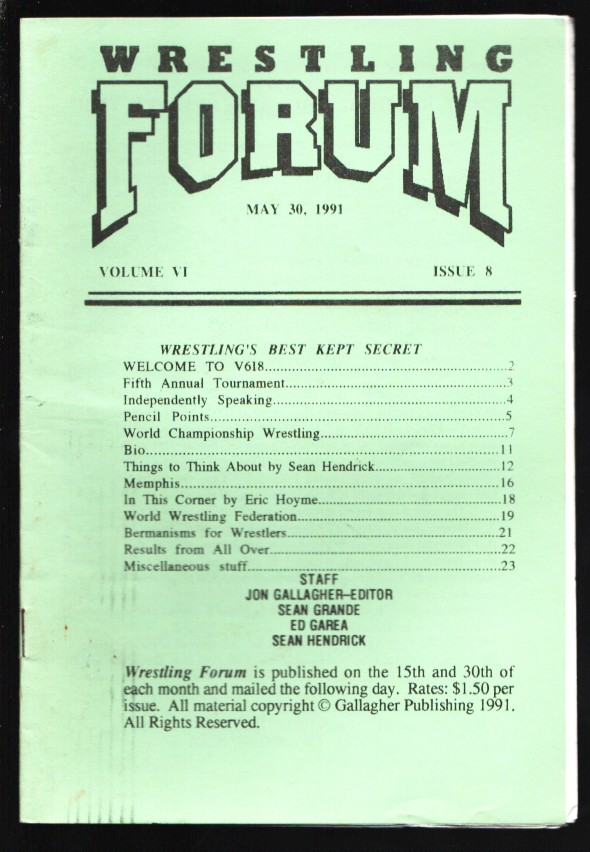 WRESTLING
FORUM
MAY 30, 1991
VOLUME VI ISSUE 8
WRESTLING'S BEST KEPT SECRET
WELCOME TO V618..........2
Fifth Annual Tournament..........3
Independently Speaking..........4
Pencil Points..........5
World Championship Wrestling..........7
Bio..........11
Things to Think About by Sean Hendrick..........12
Memphis..........16
In This Corner by Eric Hoyme..........18
World Wrestling Federation..........19
Bermanisms for Wrestlers..........21
Results from All Over..........22
Miscellaneous stuff..........23
STAFF
JON GALLAGHER–EDITOR
SEAN GRANDE
ED GAREA
SEAN HENDRICK
Wrestling Forum is published on the 15th and 30th of
each month and mailed the following day. Rates: $1.50 per
issue. All material copyright © Gallagher Publishing 1991.
All Rights Reserved.